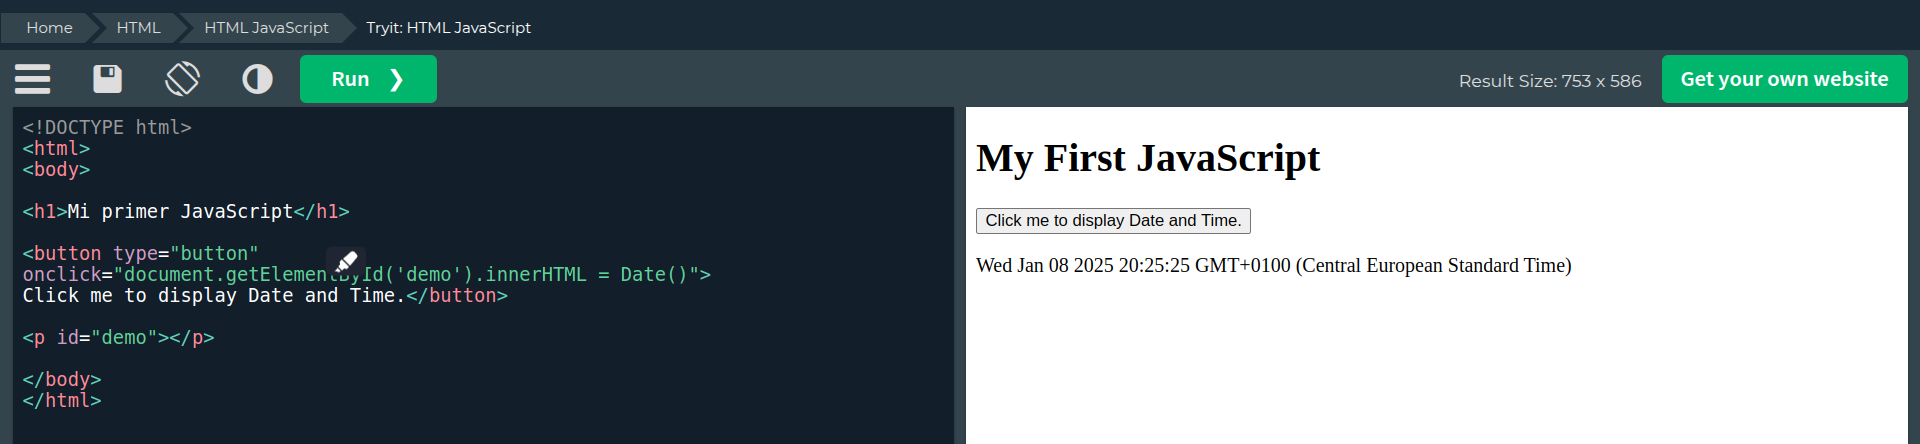 Home HTML HTML JavaScript Tryit: HTML JavaScript
Run ❯ Result Size: 753 x 586 Get your own website
<!DOCTYPE html>
<html>
<body>
<h1>Mi primer JavaScript</h1>
<button type="button"
onclick="document.getElementById('demo').innerHTML = Date()">
Click me to display Date and Time.</button>
<p id="demo"></p>
</body>
</html>
My First JavaScript
Click me to display Date and Time.
Wed Jan 08 2025 20:25:25 GMT+0100 (Central European Standard Time)